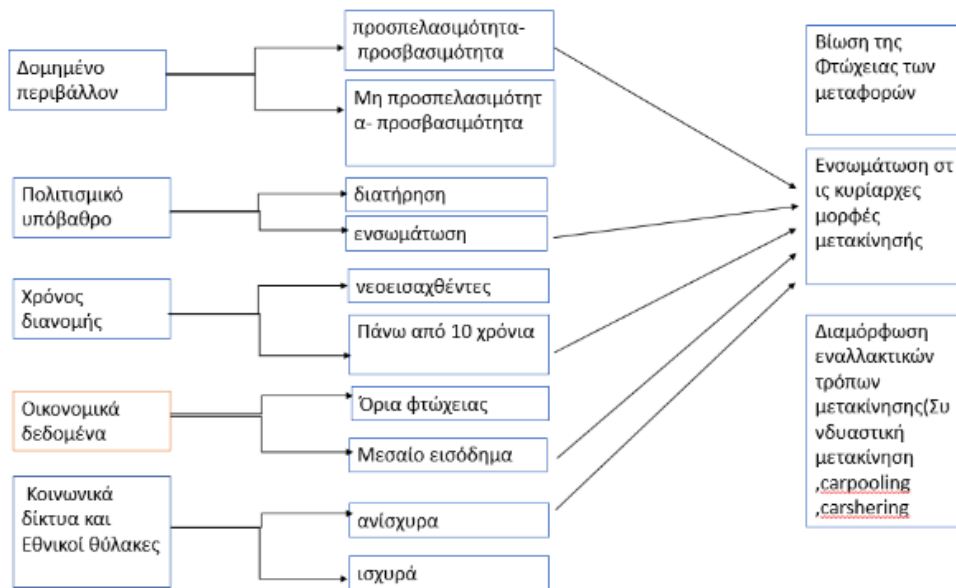 Δομημένο
περιβάλλον
προσπελασιμότητα-
προσβασιμότητα
Μη προσπελασιμότητ
α- προσβασιμότητα
Πολιτισμικό
υπόβαθρο
διατήρηση
ενσωμάτωση
Χρόνος
διανομής
νεοεισαχθέντες
Πάνω από 10 χρόνια
Οικονομικά
δεδομένα
Όρια φτώχειας
Μεσαίο εισόδημα
Κοινωνικά
δίκτυα και
Εθνικοί θύλακες
ανίσχυρα
ισχυρά
Βίωση της
Φτώχειας των
μεταφορών
Ενσωμάτωση στ
ις κυρίαρχες
μορφές
μετακίνησής
Διαμόρφωση
εναλλακτικών
τρόπων
μετακίνησης(Συ
νδυαστική
μετακίνηση
,carpooling
,carshering